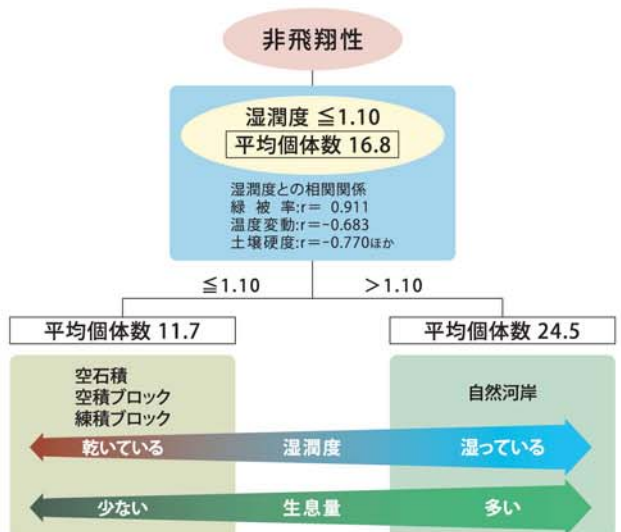 非飛翔性
湿潤度 ≦1.10
平均個体数 16.8
湿潤度との相関関係
緑 被 率:r= 0.911
温度変動:r=-0.683
土壌硬度:r=-0.770ほか
≦1.10
>1.10
平均個体数 11.7
平均個体数 24.5
空石積
空積ブロック
練積ブロック
自然河岸
乾いている 湿潤度 湿っている
少ない 生息量 多い